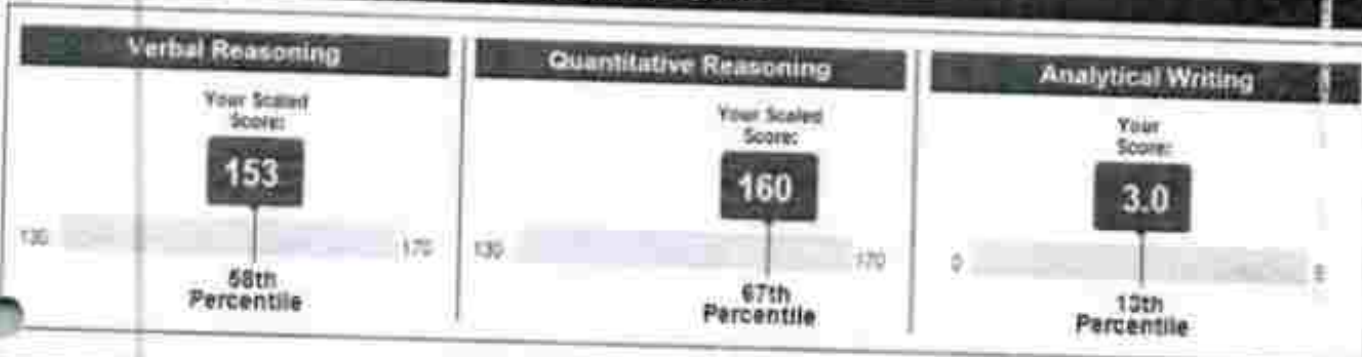 Verbal Reasoning
Your Scaled
Score:
153
130
170
58th
Percentile
Quantitative Reasoning
Your Scaled
Score:
160
130
170
67th
Percentile
Analytical Writing
Your
Score:
3.0
0
6
13th
Percentile